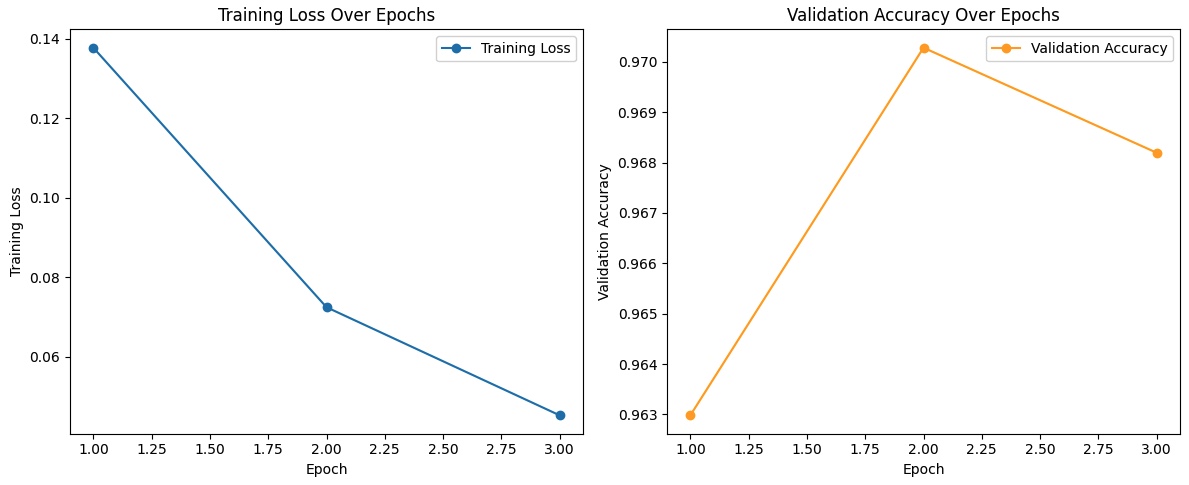 Training Loss Over Epochs
Training Loss
0.14
0.12
0.10
0.08
0.06
Training Loss
1.00 1.25 1.50 1.75 2.00 2.25 2.50 2.75 3.00
Epoch
Validation Accuracy Over Epochs
Validation Accuracy
0.970
0.969
0.968
0.967
0.966
0.965
0.964
0.963
Validation Accuracy
1.00 1.25 1.50 1.75 2.00 2.25 2.50 2.75 3.00
Epoch